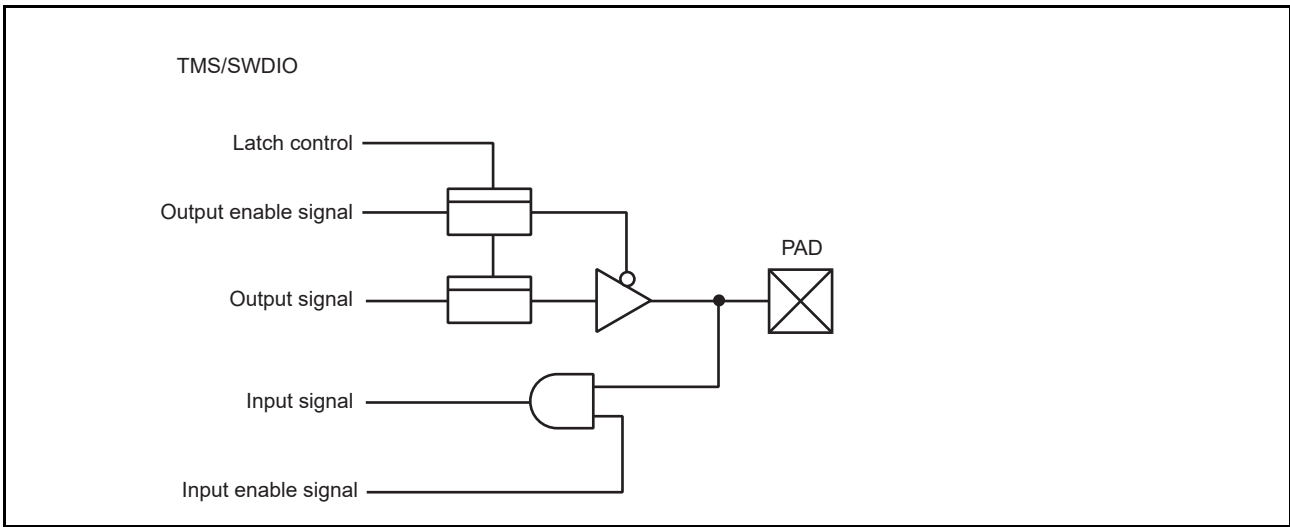 TMS/SWDIO
Latch control
Output enable signal
PAD
Output signal
Input signal
Input enable signal